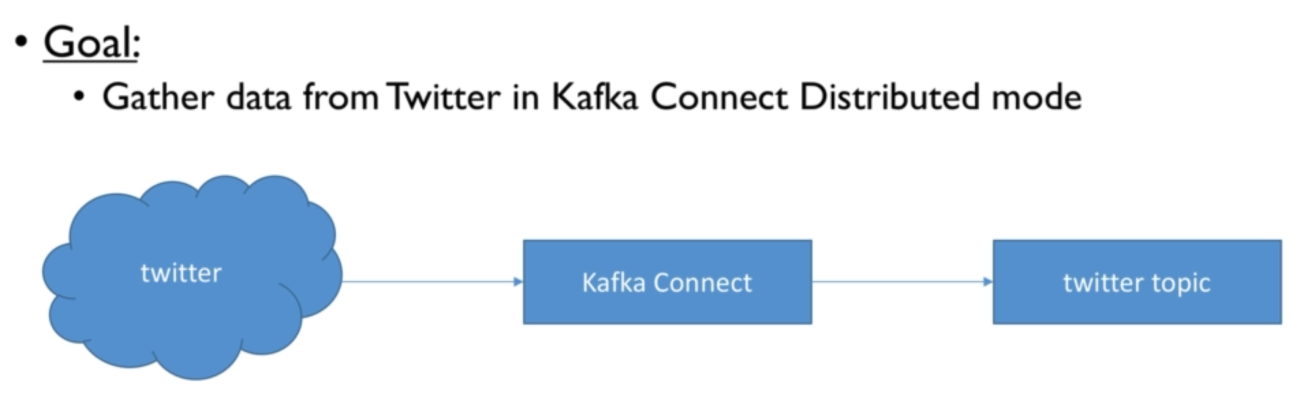 • Goal:
• Gather data from Twitter in Kafka Connect Distributed mode
twitter
Kafka Connect
twitter topic